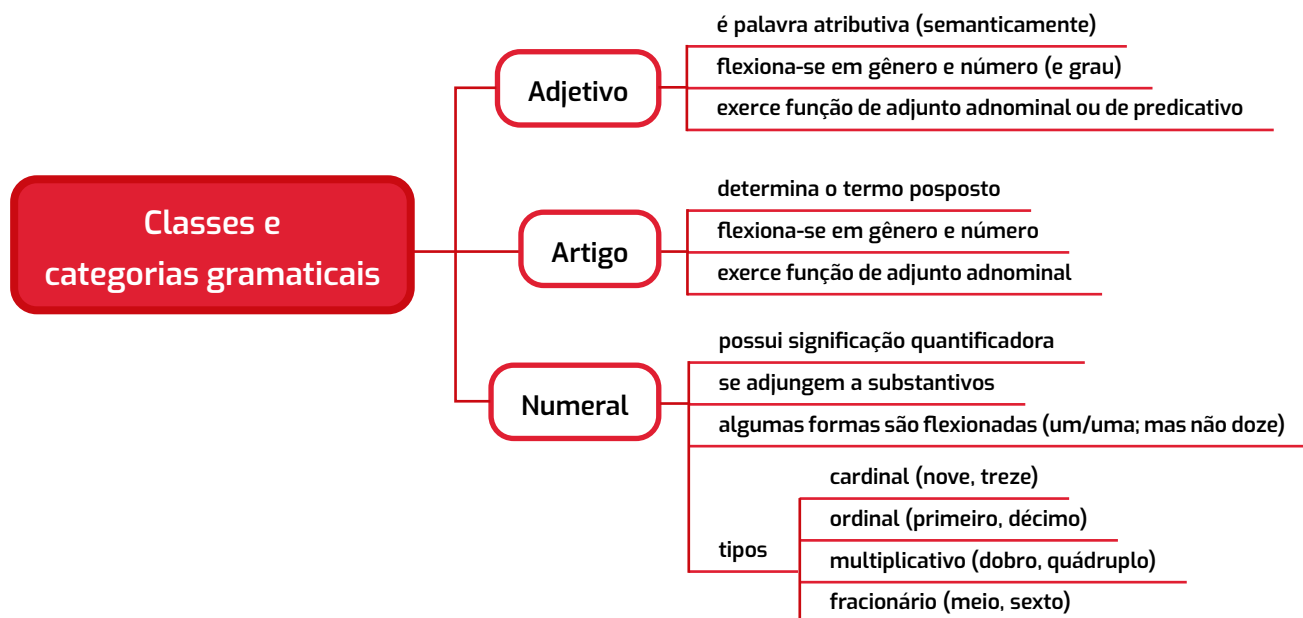 Classes e
categorias gramaticais
Adjetivo
é palavra atributiva (semanticamente)
flexiona-se em gênero e número (e grau)
exerce função de adjunto adnominal ou de predicativo
Artigo
determina o termo posposto
flexiona-se em gênero e número
exerce função de adjunto adnominal
Numeral
possui significação quantificadora
se adjungem a substantivos
algumas formas são flexionadas (um/uma; mas não doze)
tipos
cardinal (nove, treze)
ordinal (primeiro, décimo)
multiplicativo (dobro, quádruplo)
fracionário (meio, sexto)